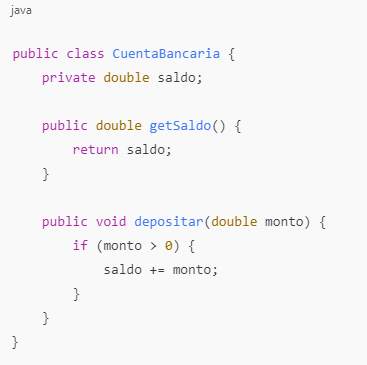 java
public class CuentaBancaria {
    private double saldo;

    public double getSaldo() {
        return saldo;
    }

    public void depositar(double monto) {
        if (monto > 0) {
            saldo += monto;
        }
    }
}